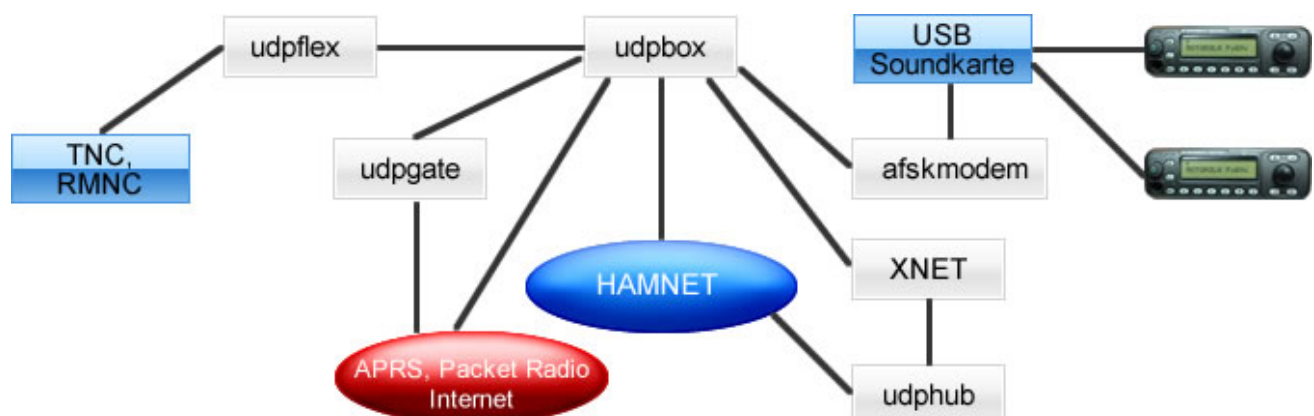 udpflex
udpbox
USB
Soundkarte
TNC,
RMNC
udpgate
afskmodem
HAMNET
XNET
APRS, Packet Radio
Internet
udphub